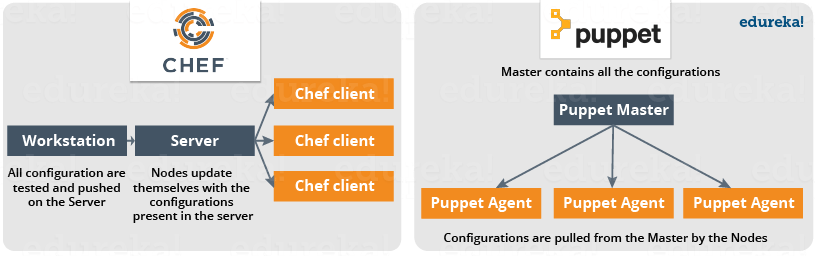 CHEF
Workstation
Server
Chef client
Chef client
Chef client
All configuration are
tested and pushed
on the Server
Nodes update
themselves with the
configurations
present in the server
puppet
edureka!
Master contains all the configurations
Puppet Master
Puppet Agent
Puppet Agent
Puppet Agent
Configurations are pulled from the Master by the Nodes